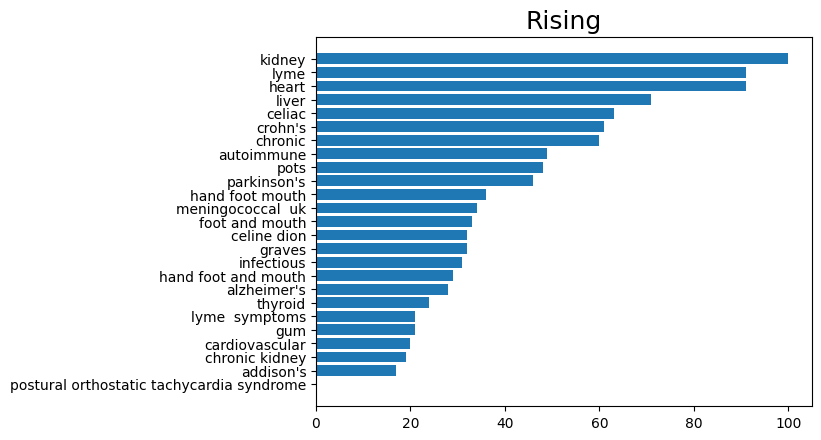 Rising
kidney
lyme
heart
liver
celiac
crohn's
chronic
autoimmune
pots
parkinson's
hand foot mouth
meningococcal  uk
foot and mouth
celine dion
graves
infectious
hand foot and mouth
alzheimer's
thyroid
lyme  symptoms
gum
cardiovascular
chronic kidney
addison's
postural orthostatic tachycardia syndrome
0 20 40 60 80 100